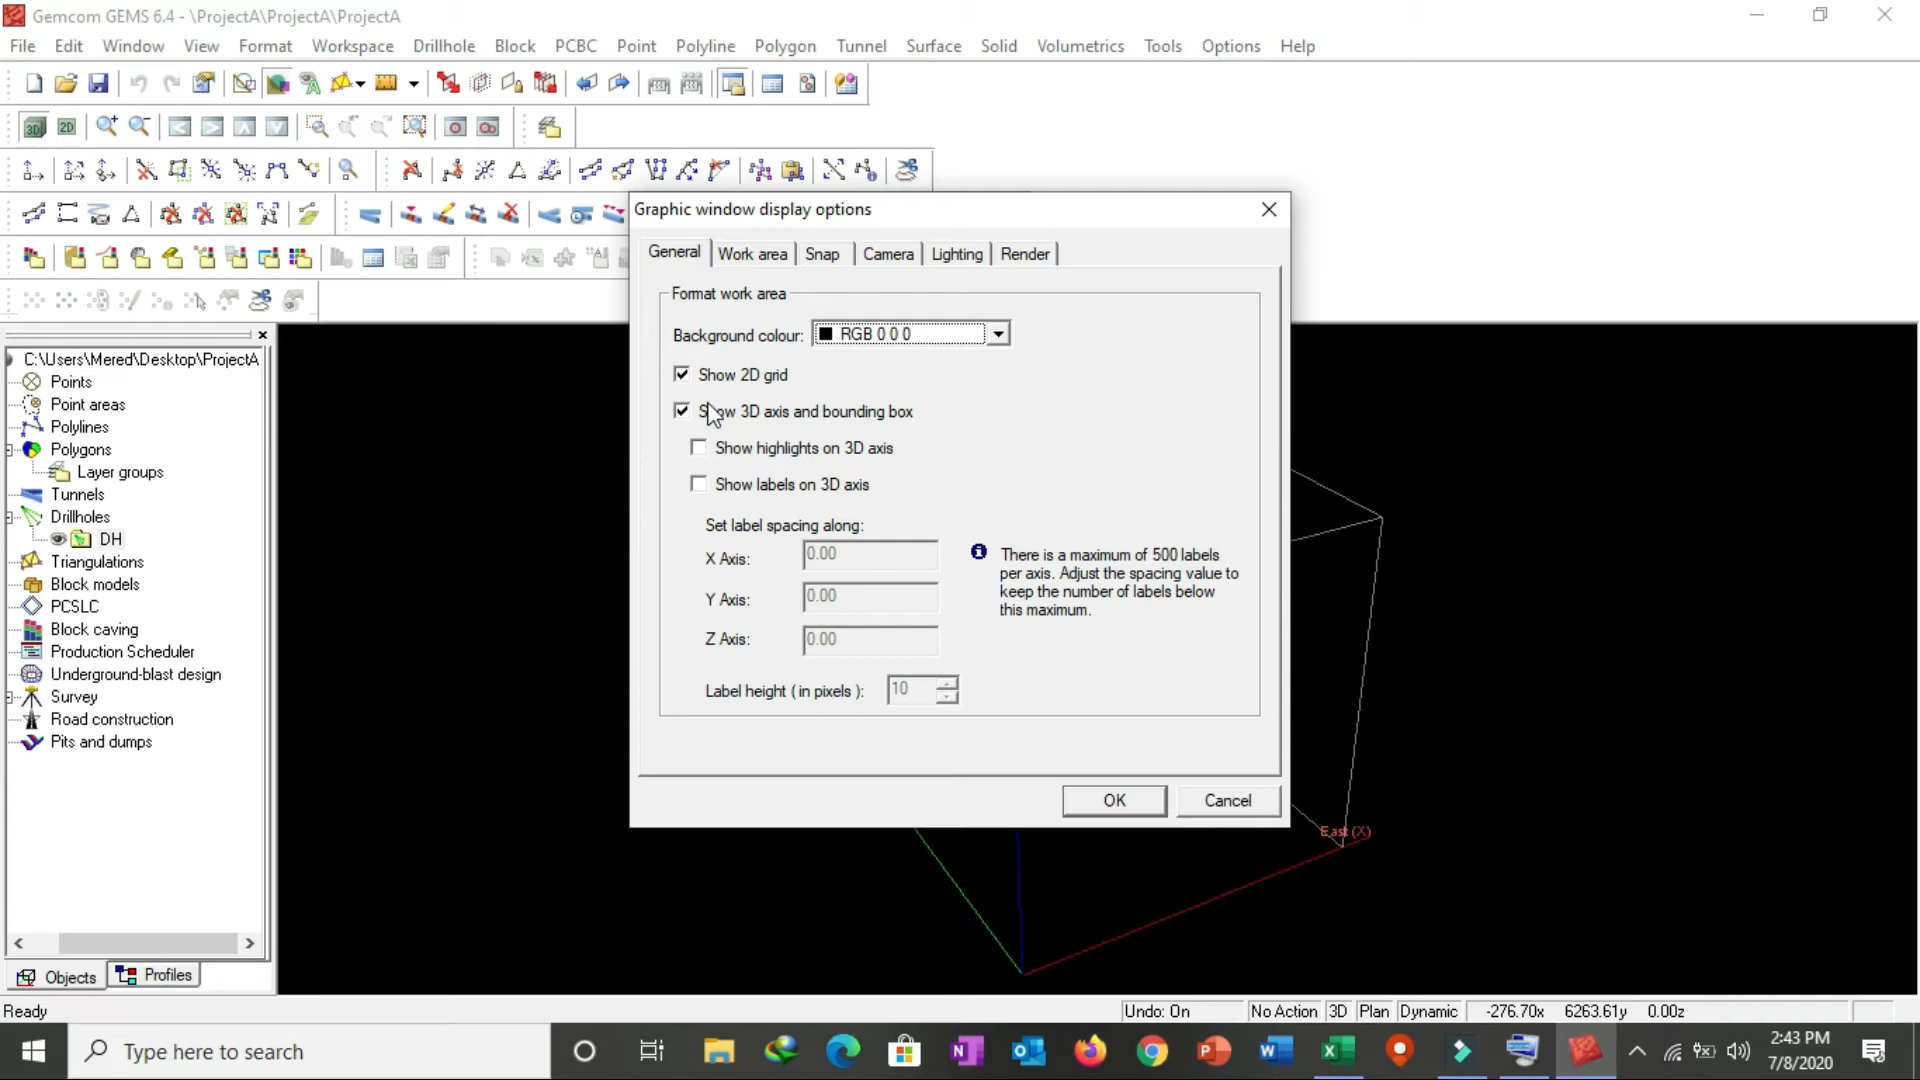 Gemcom GEMS 6.4 - \ProjectA\ProjectA\ProjectA
File Edit Window View Format Workspace Drillhole Block PCBC Point Polyline Polygon Tunnel Surface Solid Volumetrics Tools Options Help
3D 2D
Graphic window display options
General Work area Snap Camera Lighting Render
Format work area
Background colour: RGB 0 0 0
Show 2D grid
Show 3D axis and bounding box
Show highlights on 3D axis
Show labels on 3D axis
Set label spacing along:
X Axis: 0.00
Y Axis: 0.00
Z Axis: 0.00
There is a maximum of 500 labels
per axis. Adjust the spacing value to
keep the number of labels below
this maximum.
Label height ( in pixels ): 10
OK Cancel
C:\Users\Mered\Desktop\ProjectA
Points
Point areas
Polylines
Polygons
Layer groups
Tunnels
Drillholes
DH
Triangulations
Block models
PCSLC
Block caving
Production Scheduler
Underground-blast design
Survey
Road construction
Pits and dumps
Objects Profiles
East (X)
Ready Undo: On No Action 3D Plan Dynamic -276.70x 6263.61y 0.00z
Type here to search
2:43 PM
7/8/2020